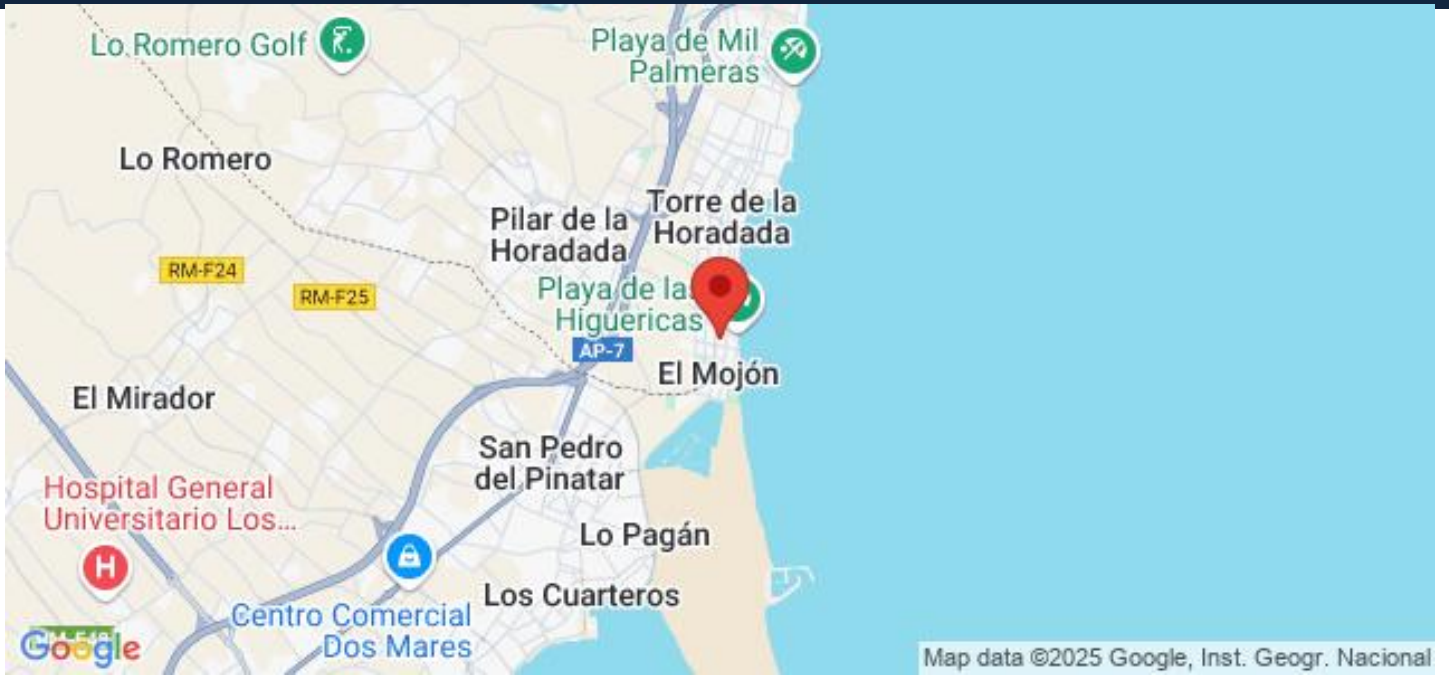 Lo Romero Golf
Playa de Mil
Palmeras
Lo Romero
Torre de la
Horadada
Pilar de la
Horadada
RM-F24
RM-F25
Playa de las
Higuericas
AP-7
El Mojón
El Mirador
San Pedro
del Pinatar
Hospital General
Universitario Los...
H
Lo Pagán
Los Cuarteros
Centro Comercial
Dos Mares
Google
Map data ©2025 Google, Inst. Geogr. Nacional